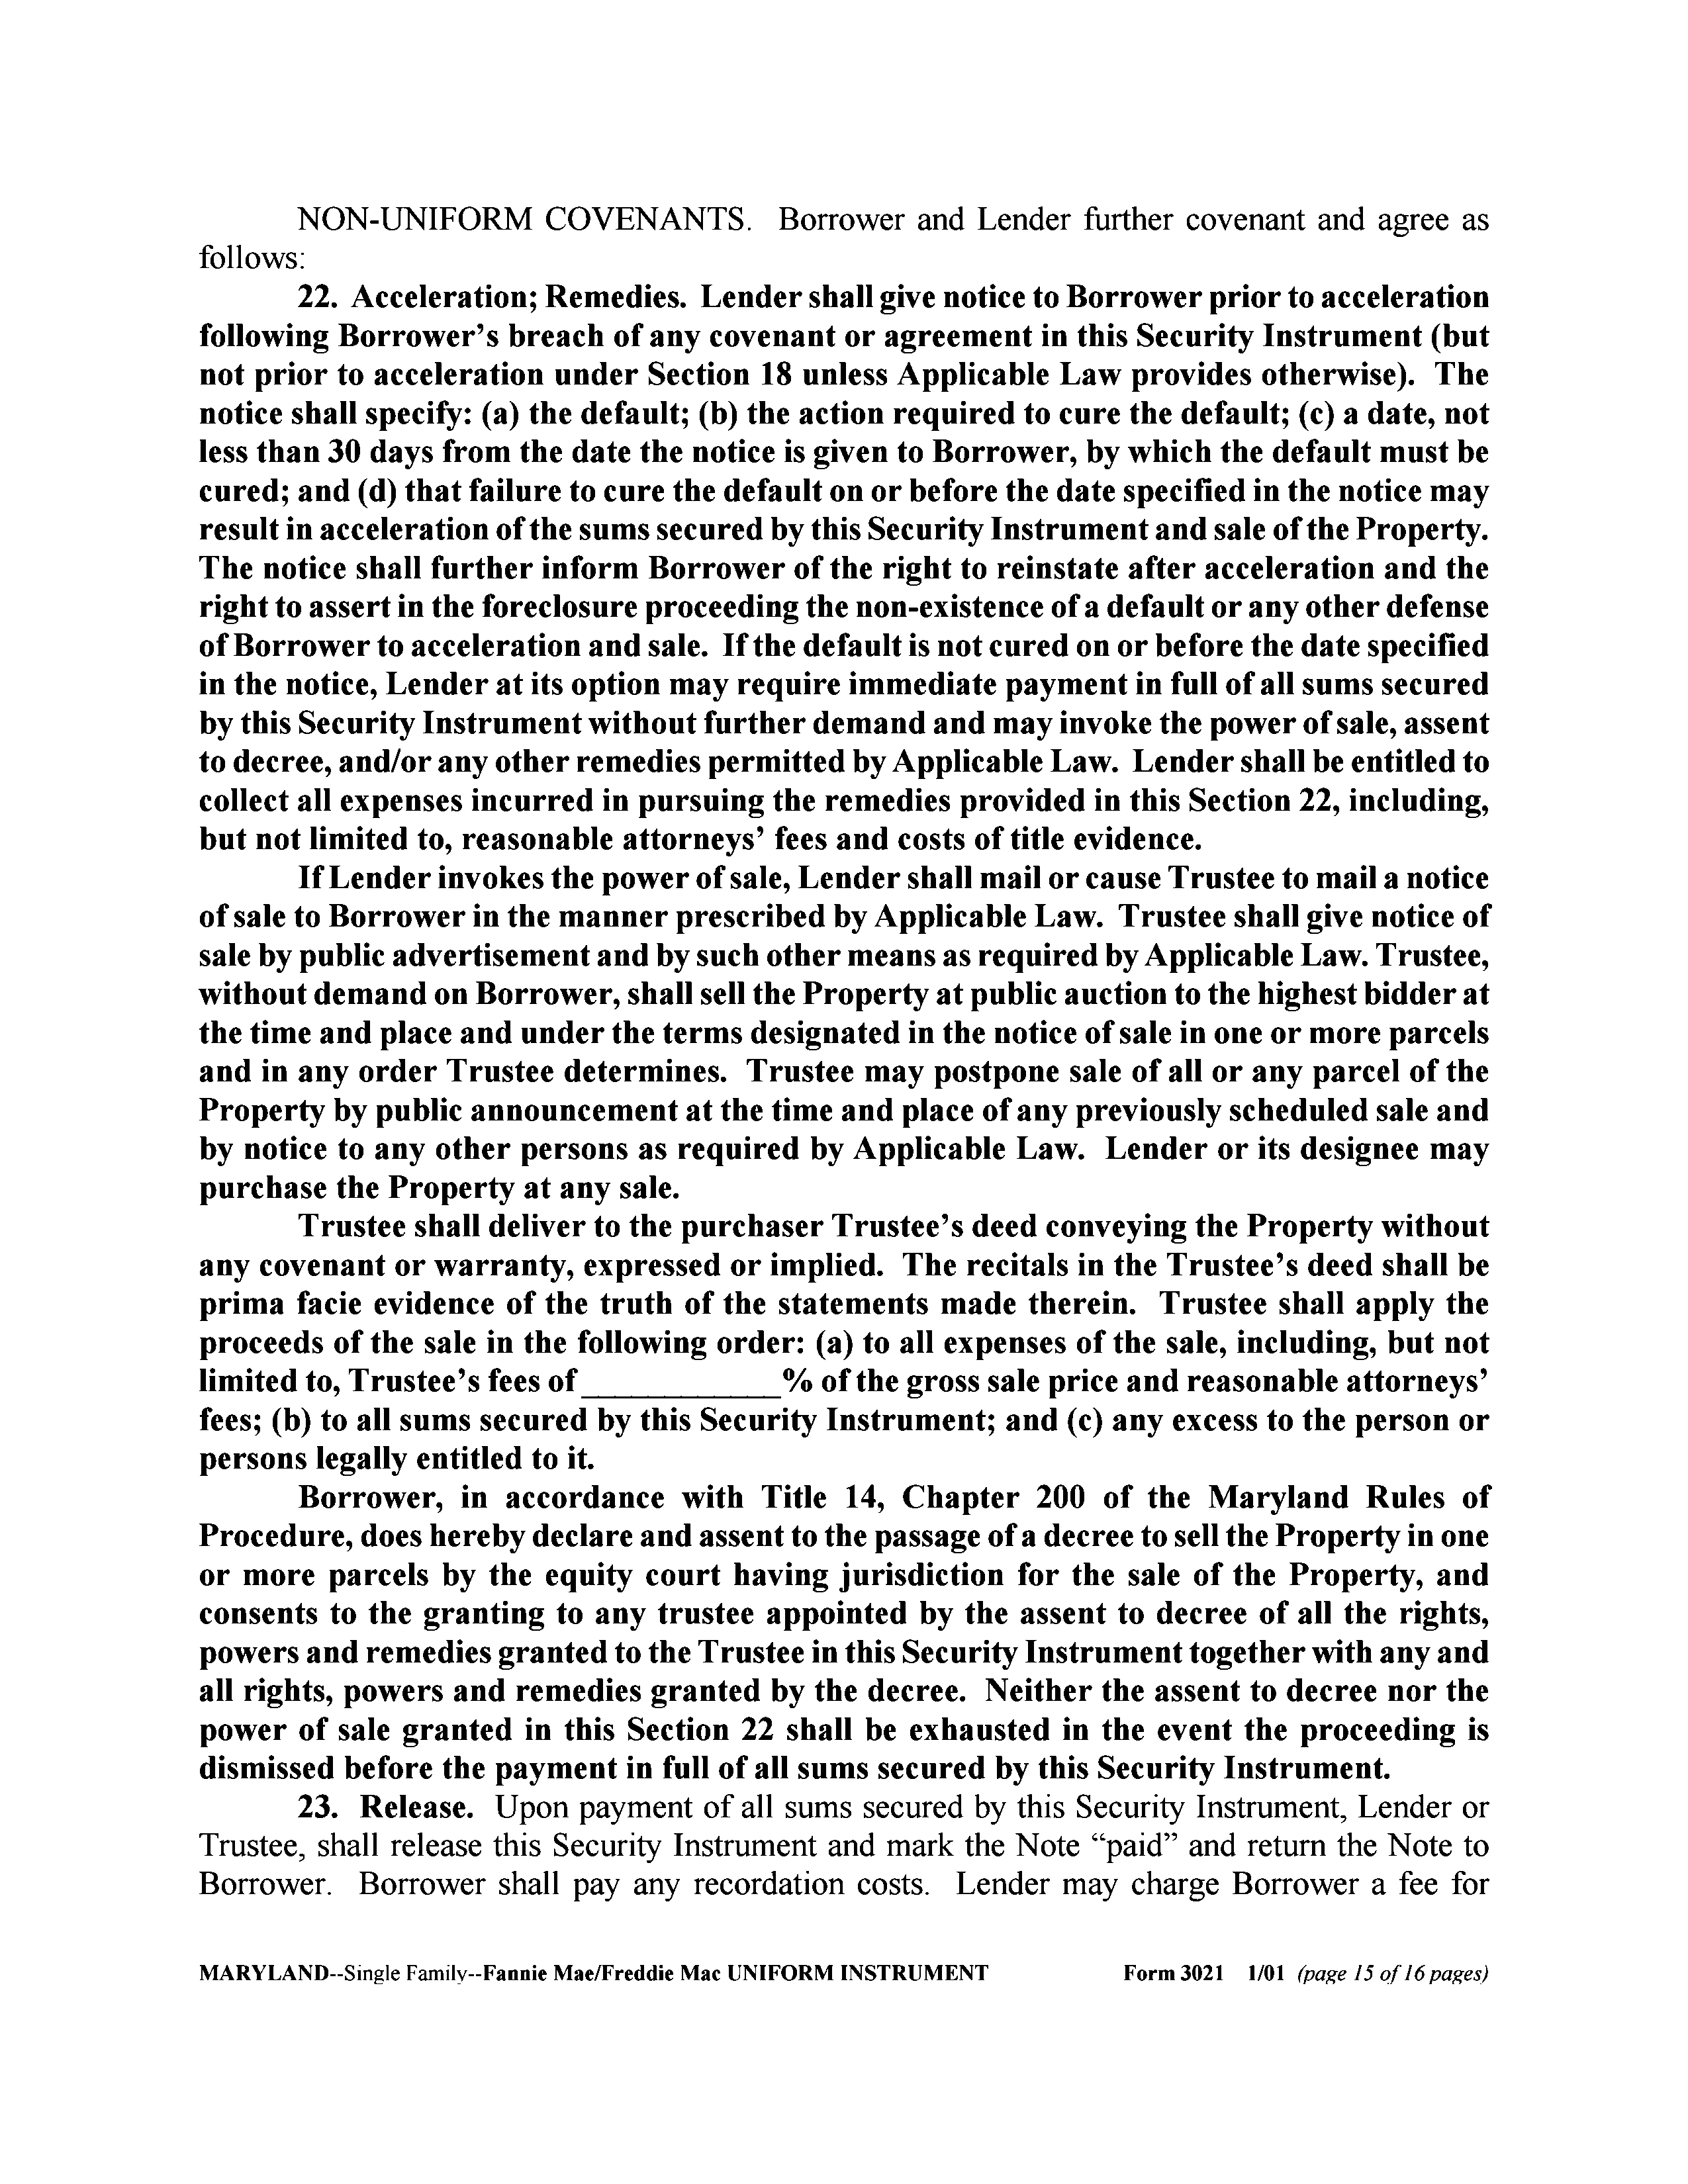 NON-UNIFORM COVENANTS. Borrower and Lender further covenant and agree as
follows:
22. Acceleration; Remedies. Lender shall give notice to Borrower prior to acceleration
following Borrower’s breach of any covenant or agreement in this Security Instrument (but
not prior to acceleration under Section 18 unless Applicable Law provides otherwise). The
notice shall specify: (a) the default; (b) the action required to cure the default; (c) a date, not
less than 30 days from the date the notice is given to Borrower, by which the default must be
cured; and (d) that failure to cure the default on or before the date specified in the notice may
result in acceleration of the sums secured by this Security Instrument and sale of the Property.
The notice shall further inform Borrower of the right to reinstate after acceleration and the
right to assert in the foreclosure proceeding the non-existence of a default or any other defense
of Borrower to acceleration and sale. If the default is not cured on or before the date specified
in the notice, Lender at its option may require immediate payment in full of all sums secured
by this Security Instrument without further demand and may invoke the power of sale, assent
to decree, and/or any other remedies permitted by Applicable Law. Lender shall be entitled to
collect all expenses incurred in pursuing the remedies provided in this Section 22, including,
but not limited to, reasonable attorneys’ fees and costs of title evidence.
If Lender invokes the power of sale, Lender shall mail or cause Trustee to mail a notice
of sale to Borrower in the manner prescribed by Applicable Law. Trustee shall give notice of
sale by public advertisement and by such other means as required by Applicable Law. Trustee,
without demand on Borrower, shall sell the Property at public auction to the highest bidder at
the time and place and under the terms designated in the notice of sale in one or more parcels
and in any order Trustee determines. Trustee may postpone sale of all or any parcel of the
Property by public announcement at the time and place of any previously scheduled sale and
by notice to any other persons as required by Applicable Law. Lender or its designee may
purchase the Property at any sale.
Trustee shall deliver to the purchaser Trustee’s deed conveying the Property without
any covenant or warranty, expressed or implied. The recitals in the Trustee’s deed shall be
prima facie evidence of the truth of the statements made therein. Trustee shall apply the
proceeds of the sale in the following order: (a) to all expenses of the sale, including, but not
limited to, Trustee’s fees of ____________% of the gross sale price and reasonable attorneys’
fees; (b) to all sums secured by this Security Instrument; and (c) any excess to the person or
persons legally entitled to it.
Borrower, in accordance with Title 14, Chapter 200 of the Maryland Rules of
Procedure, does hereby declare and assent to the passage of a decree to sell the Property in one
or more parcels by the equity court having jurisdiction for the sale of the Property, and
consents to the granting to any trustee appointed by the assent to decree of all the rights,
powers and remedies granted to the Trustee in this Security Instrument together with any and
all rights, powers and remedies granted by the decree. Neither the assent to decree nor the
power of sale granted in this Section 22 shall be exhausted in the event the proceeding is
dismissed before the payment in full of all sums secured by this Security Instrument.
23. Release. Upon payment of all sums secured by this Security Instrument, Lender or
Trustee, shall release this Security Instrument and mark the Note “paid” and return the Note to
Borrower. Borrower shall pay any recordation costs. Lender may charge Borrower a fee for
MARYLAND--Single Family--Fannie Mae/Freddie Mac UNIFORM INSTRUMENT Form 3021 1/01 (page 15 of 16 pages)